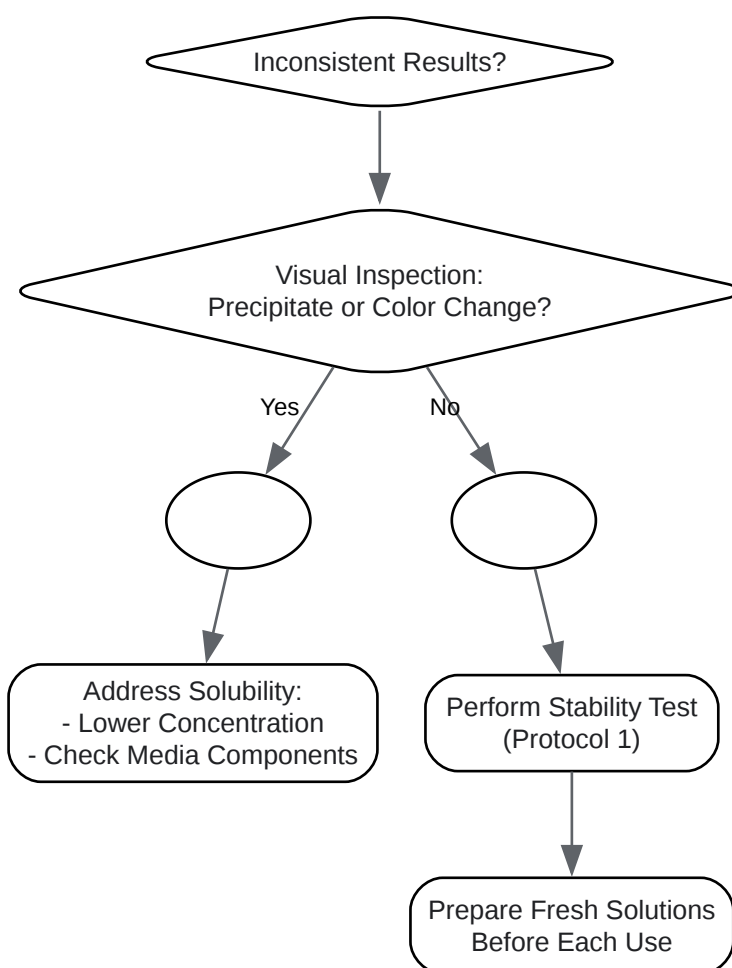 Inconsistent Results?
Visual Inspection:
Precipitate or Color Change?
Yes
No
Address Solubility:
- Lower Concentration
- Check Media Components
Perform Stability Test
(Protocol 1)
Prepare Fresh Solutions
Before Each Use